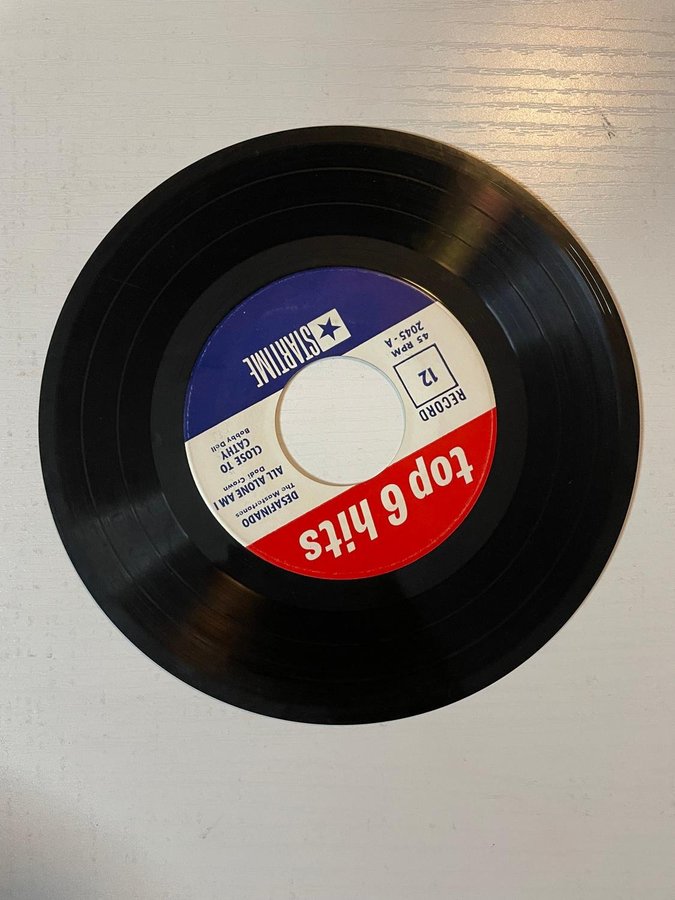 top 6 hits
RECORD
12
45 RPM
2045-A
DESAFINADO
The Mastertones
ALL ALONE AM I
Dodi Crown
CLOSE TO
CATHY
Bobby Dell
STARTIME